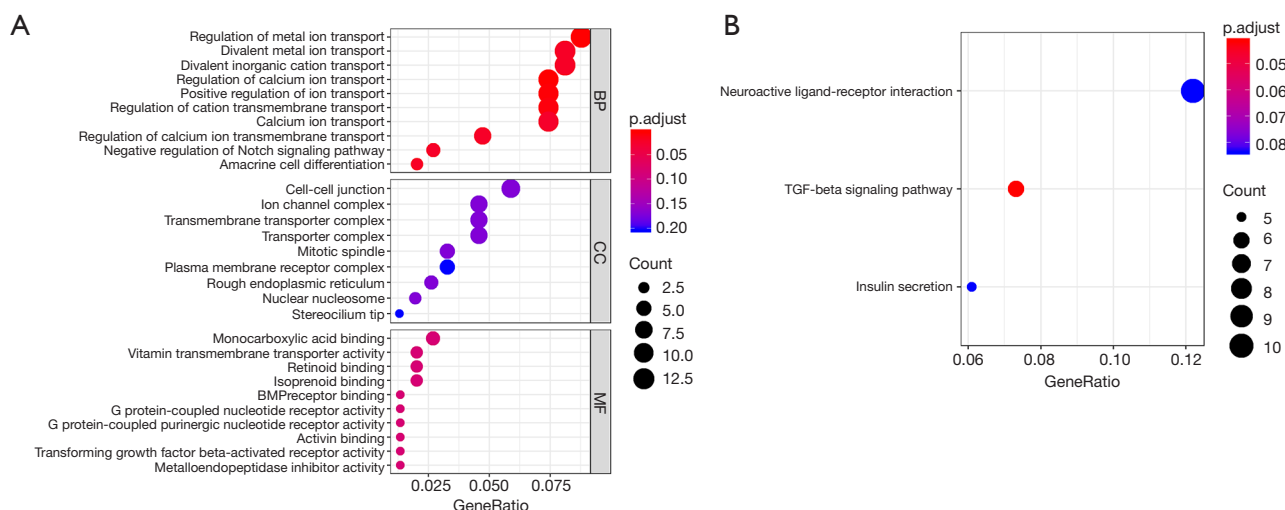 A
Regulation of metal ion transport
Divalent metal ion transport
Divalent inorganic cation transport
Regulation of calcium ion transport
Positive regulation of ion transport
Regulation of cation transmembrane transport
Calcium ion transport
Regulation of calcium ion transmembrane transport
Negative regulation of Notch signaling pathway
Amacrine cell differentiation
BP
Cell-cell junction
Ion channel complex
Transmembrane transporter complex
Transporter complex
Mitotic spindle
Plasma membrane receptor complex
Rough endoplasmic reticulum
Nuclear nucleosome
Stereocilium tip
CC
Monocarboxylic acid binding
Vitamin transmembrane transporter activity
Retinoid binding
Isoprenoid binding
BMPreceptor binding
G protein-coupled nucleotide receptor activity
G protein-coupled purinergic nucleotide receptor activity
Activin binding
Transforming growth factor beta-activated receptor activity
Metalloendopeptidase inhibitor activity
MF
0.025 0.050 0.075
GeneRatio
p.adjust
0.05
0.10
0.15
0.20
Count
2.5
5.0
7.5
10.0
12.5
B
Neuroactive ligand-receptor interaction
TGF-beta signaling pathway
Insulin secretion
0.06 0.08 0.10 0.12
GeneRatio
p.adjust
0.05
0.06
0.07
0.08
Count
5
6
7
8
9
10